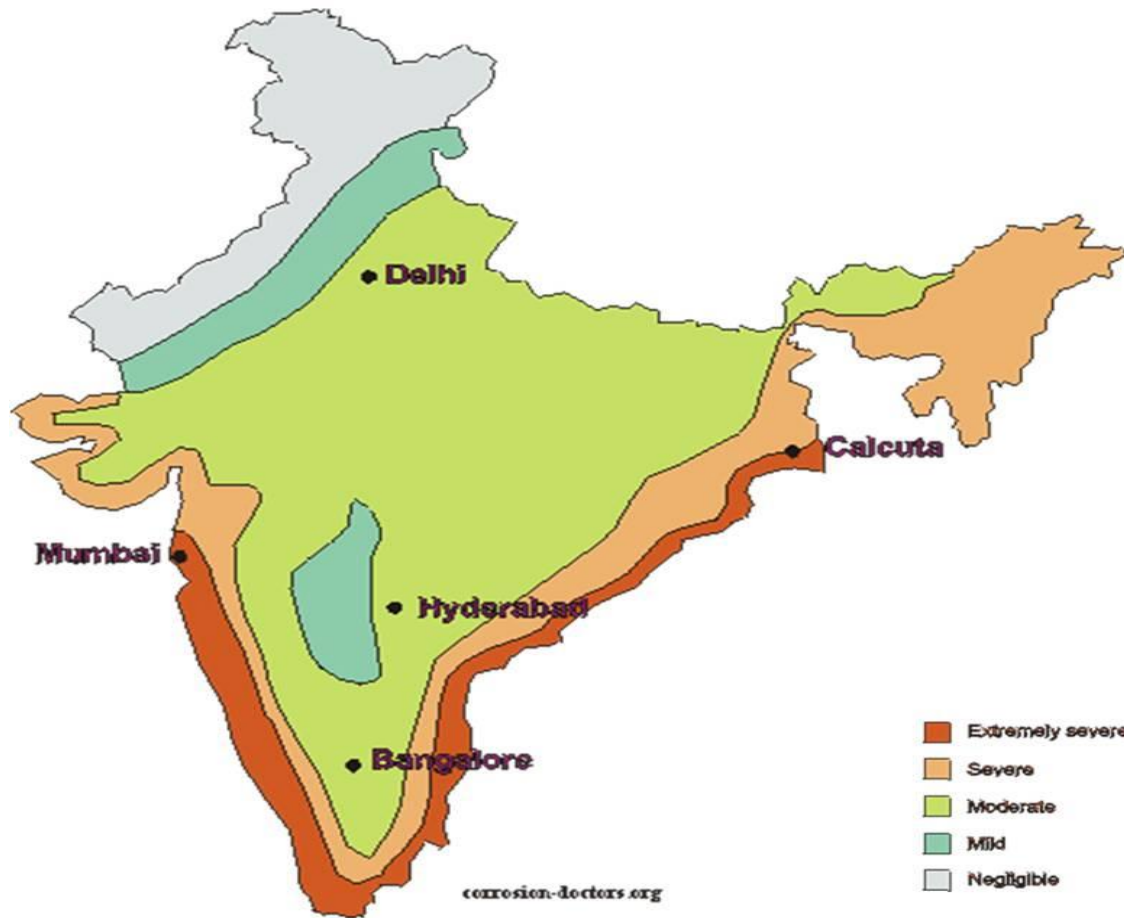 Delhi
Calcuta
Mumbai
Hyderabad
Bangalore
Extremely severe
Severe
Moderate
Mild
Negligible
corrosion-doctors.org